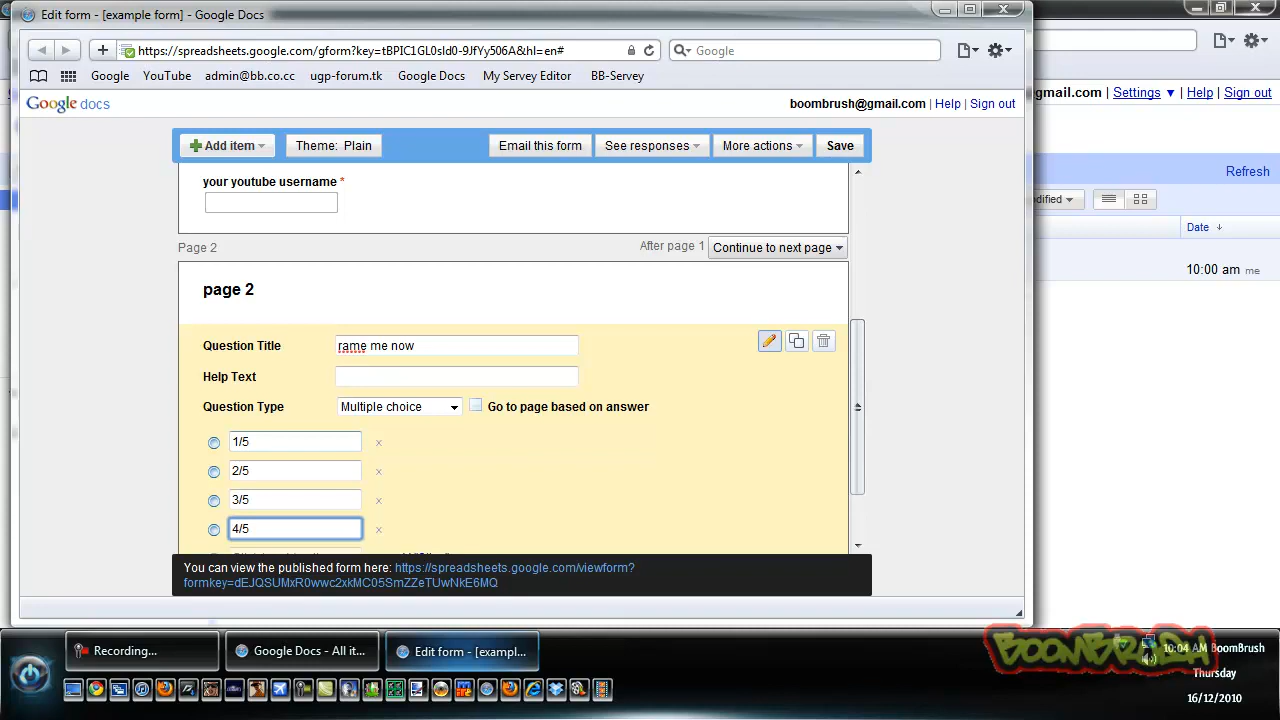 Edit form - [example form] - Google Docs
https://spreadsheets.google.com/gform?key=tBPIC1GL0sId0-9JfYy506A&hl=en#
Google
Google YouTube admin@bb.co.cc ugp-forum.tk Google Docs My Servey Editor BB-Servey
Google docs
boombrush@gmail.com | Help | Sign out
gmail.com | Settings ▼ | Help | Sign out
Add item Theme: Plain Email this form See responses More actions Save
Refresh
your youtube username *
dified
Date
Page 2 After page 1 Continue to next page
10:00 am me
page 2
Question Title rame me now
Help Text
Question Type Multiple choice Go to page based on answer
1/5 x
2/5 x
3/5 x
4/5 x
You can view the published form here: https://spreadsheets.google.com/viewform?
formkey=dEJQSUMxR0wwc2xkMC05SmZZeTUwNkE6MQ
Recording... Google Docs - All it... Edit form - [exampl...
BOOMBRUSH
10:04 AM BoomBrush
Thursday
16/12/2010